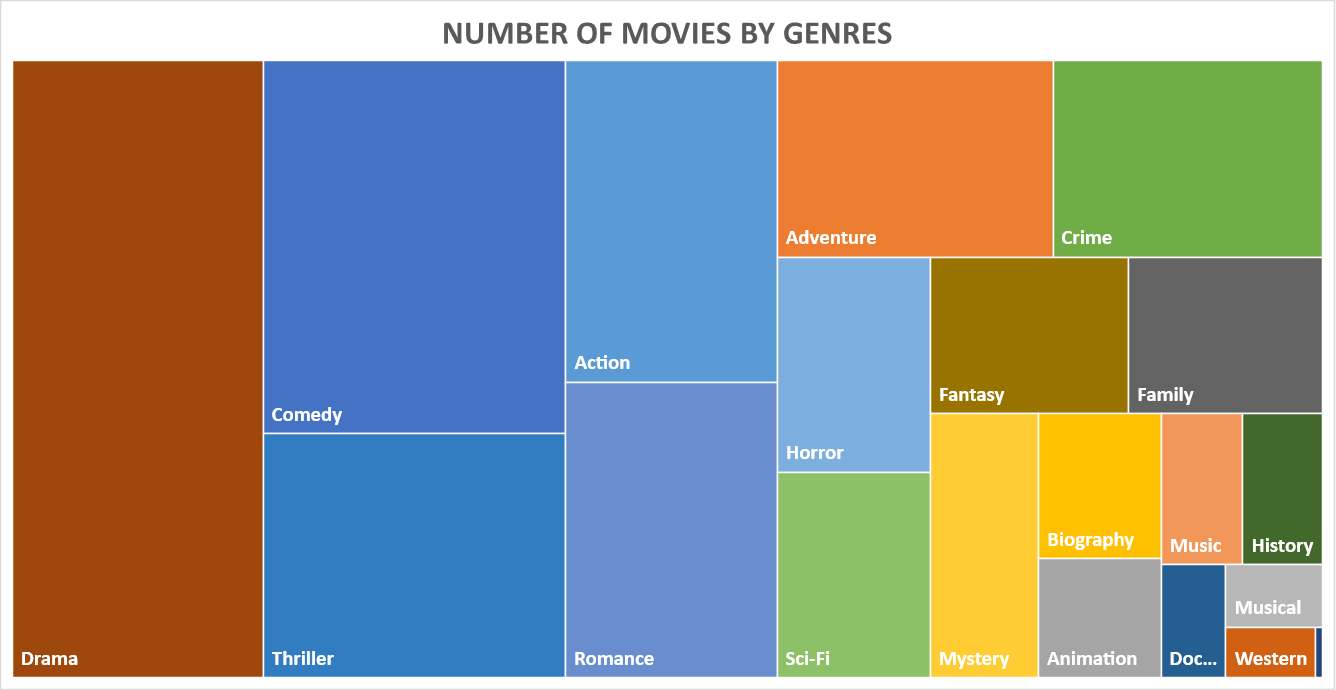 NUMBER OF MOVIES BY GENRES
Drama
Comedy
Thriller
Action
Romance
Adventure
Crime
Horror
Sci-Fi
Fantasy
Family
Mystery
Biography
Animation
Music
History
Doc...
Musical
Western